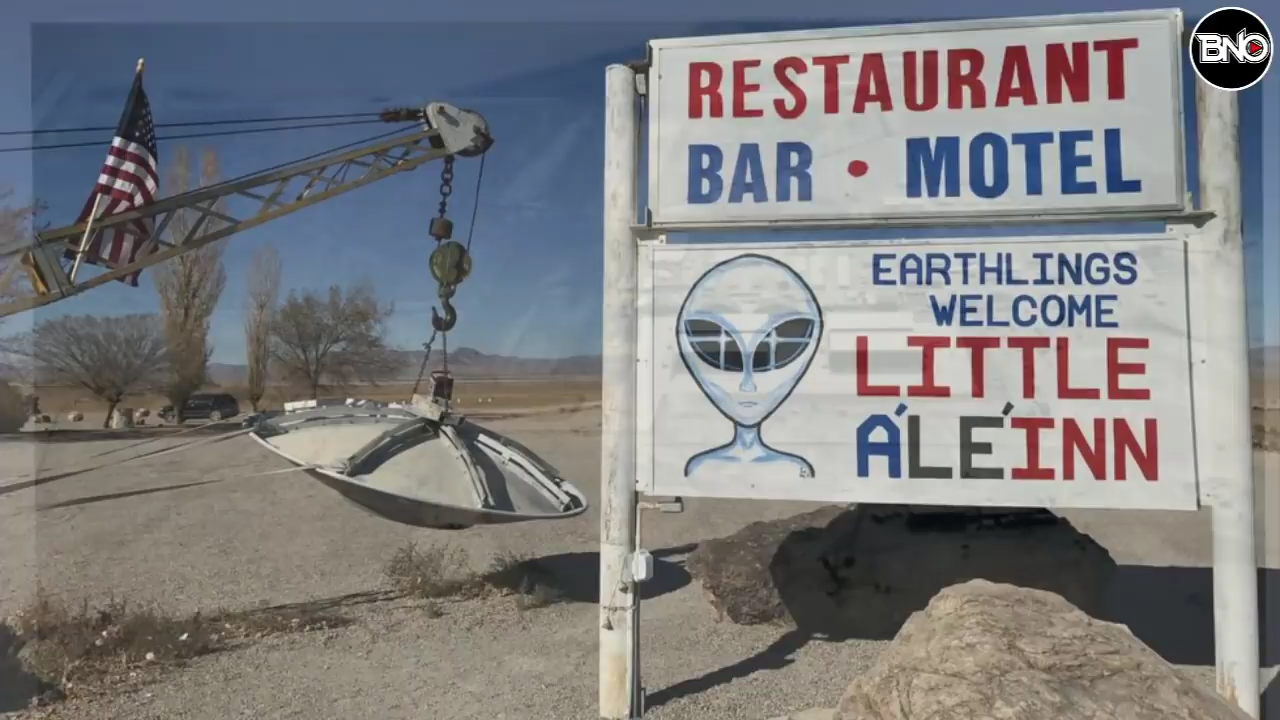 BNO
RESTAURANT
BAR • MOTEL
EARTHLINGS
WELCOME
LITTLE
A'LE'INN